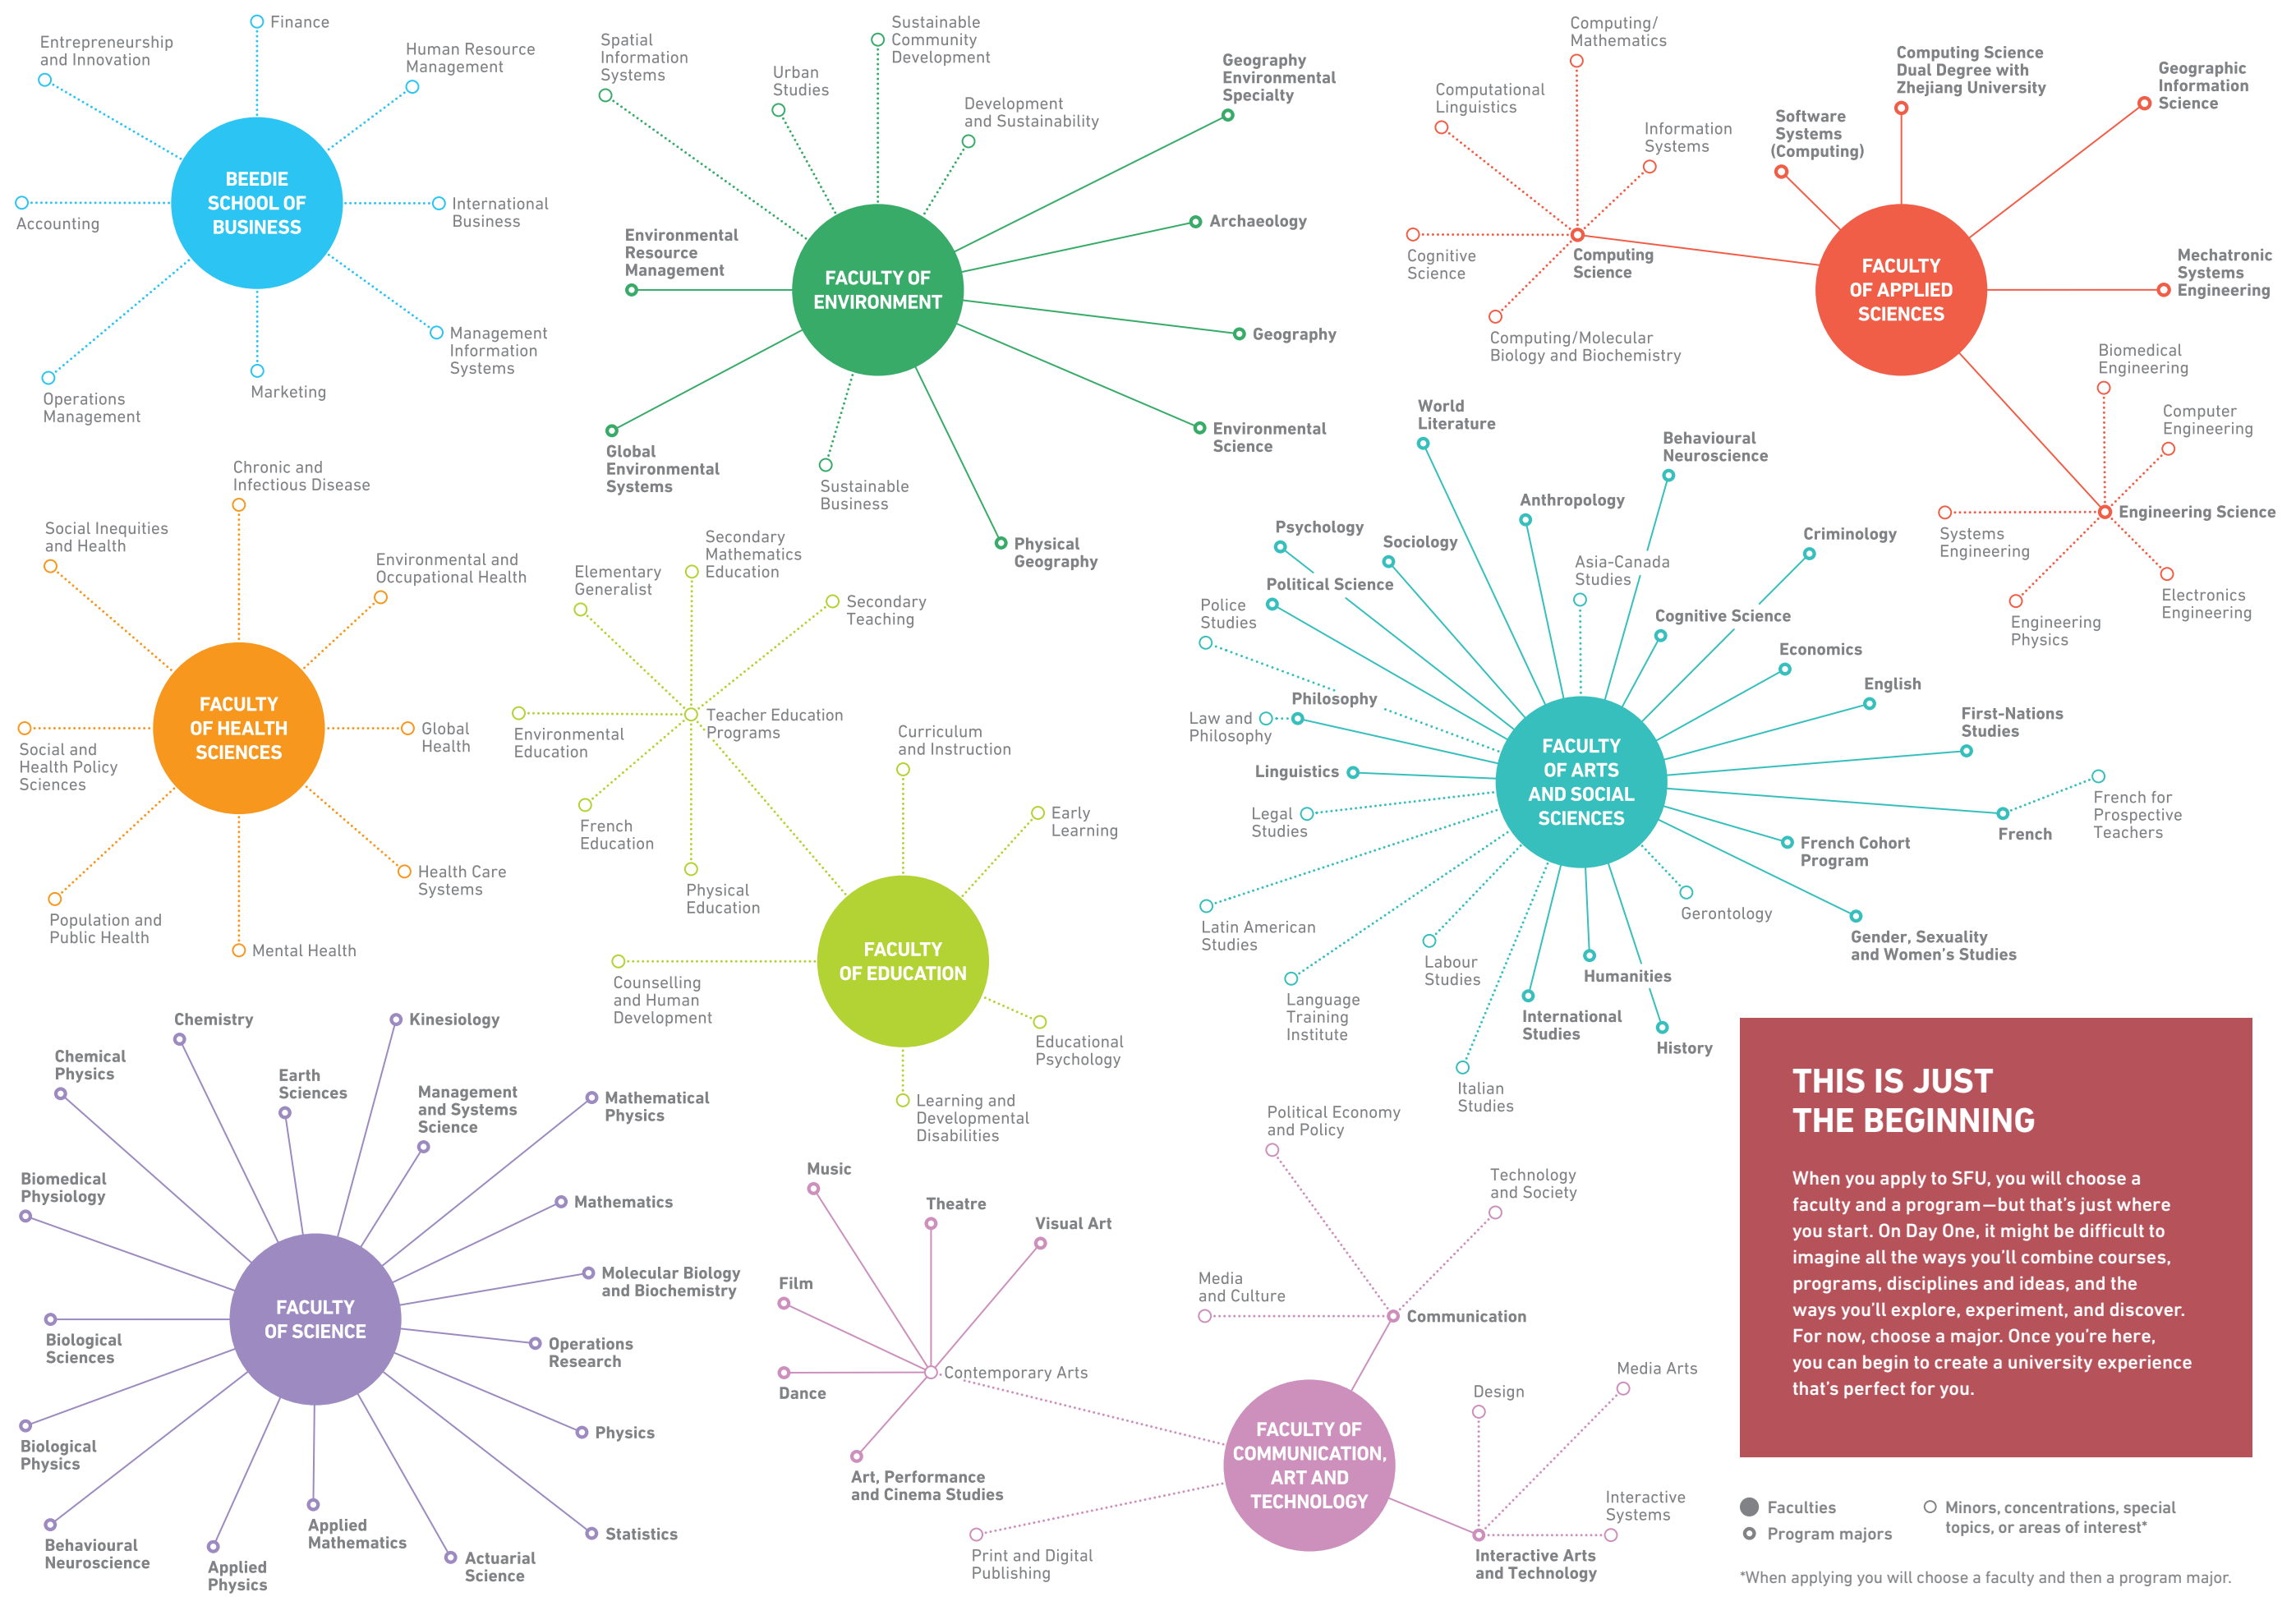 Finance
Entrepreneurship
and Innovation
Human Resource
Management
BEEDIE
SCHOOL OF
BUSINESS
Accounting
International
Business
Management
Information
Systems
Operations
Management
Marketing
Spatial
Information
Systems
Urban
Studies
Sustainable
Community
Development
Development
and Sustainability
Geography
Environmental
Specialty
Archaeology
Environmental
Resource
Management
FACULTY OF
ENVIRONMENT
Geography
Environmental
Science
Global
Environmental
Systems
Sustainable
Business
Physical
Geography
Computing/
Mathematics
Computational
Linguistics
Information
Systems
Cognitive
Science
Computing
Science
Computing/Molecular
Biology and Biochemistry
Software
Systems
(Computing)
Computing Science
Dual Degree with
Zhejiang University
Geographic
Information
Science
FACULTY
OF APPLIED
SCIENCES
Mechatronic
Systems
Engineering
Biomedical
Engineering
Computer
Engineering
Engineering Science
Systems
Engineering
Engineering
Physics
Electronics
Engineering
Chronic and
Infectious Disease
Social Inequities
and Health
Environmental and
Occupational Health
FACULTY
OF HEALTH
SCIENCES
Global
Health
Social and
Health Policy
Sciences
Health Care
Systems
Population and
Public Health
Mental Health
Secondary
Mathematics
Education
Elementary
Generalist
Secondary
Teaching
Teacher Education
Programs
Environmental
Education
French
Education
Physical
Education
Curriculum
and Instruction
Early
Learning
FACULTY
OF EDUCATION
Counselling
and Human
Development
Educational
Psychology
Learning and
Developmental
Disabilities
World
Literature
Behavioural
Neuroscience
Anthropology
Psychology
Sociology
Criminology
Asia-Canada
Studies
Political Science
Police
Studies
Cognitive Science
Economics
English
Philosophy
Law and
Philosophy
First-Nations
Studies
Linguistics
FACULTY
OF ARTS
AND SOCIAL
SCIENCES
Legal
Studies
French for
Prospective
Teachers
French
French Cohort
Program
Gerontology
Gender, Sexuality
and Women's Studies
Latin American
Studies
Labour
Studies
Language
Training
Institute
Humanities
International
Studies
History
Italian
Studies
Chemistry
Kinesiology
Chemical
Physics
Earth
Sciences
Management
and Systems
Science
Mathematical
Physics
Biomedical
Physiology
Mathematics
Molecular Biology
and Biochemistry
FACULTY
OF SCIENCE
Biological
Sciences
Operations
Research
Biological
Physics
Physics
Behavioural
Neuroscience
Applied
Physics
Applied
Mathematics
Actuarial
Science
Statistics
Political Economy
and Policy
Technology
and Society
Media
and Culture
Communication
Music
Theatre
Visual Art
Film
Dance
Contemporary Arts
Art, Performance
and Cinema Studies
FACULTY OF
COMMUNICATION,
ART AND
TECHNOLOGY
Print and Digital
Publishing
Design
Media Arts
Interactive
Systems
Interactive Arts
and Technology
THIS IS JUST
THE BEGINNING
When you apply to SFU, you will choose a
faculty and a program—but that's just where
you start. On Day One, it might be difficult to
imagine all the ways you'll combine courses,
programs, disciplines and ideas, and the
ways you'll explore, experiment, and discover.
For now, choose a major. Once you're here,
you can begin to create a university experience
that's perfect for you.
Faculties
Program majors
Minors, concentrations, special
topics, or areas of interest*
*When applying you will choose a faculty and then a program major.